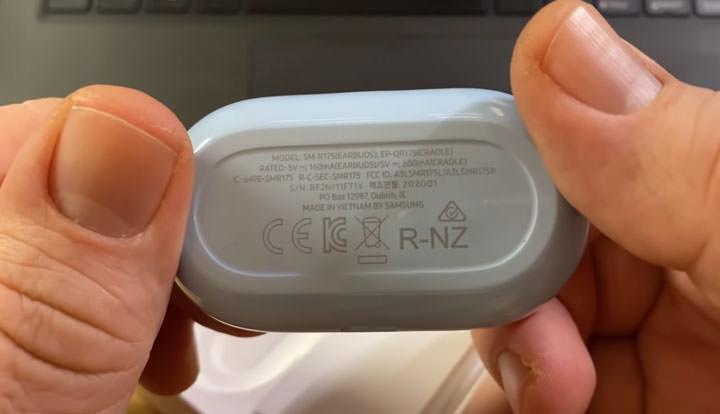 MODEL: SM-R175(EARBUDS), EP-QR175(CRADLE)
RATED: 5V⎓, 160mA(EARBUDS)/5V⎓, 600mA(CRADLE)
IC: 649E-SMR175 R-C-SEC-SMR175 FCC ID: A3LSMR175L/A3LSMR175R
S/N: RF2N111FT1V 제조연월: 202001
PO Box 12987, Dublin, IE
MADE IN VIETNAM BY SAMSUNG
CE R-NZ